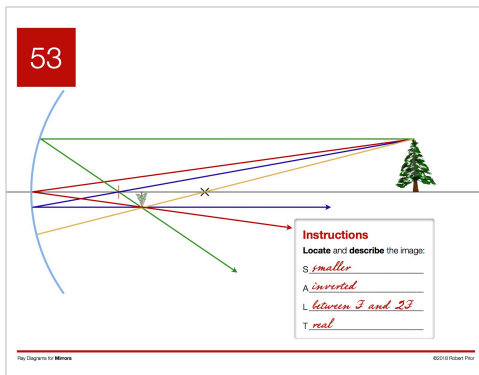 53
Instructions
Locate and describe the image:
S smaller
A inverted
L between F and 2F
T real
Ray Diagrams for Mirrors
©2018 Robert Prior